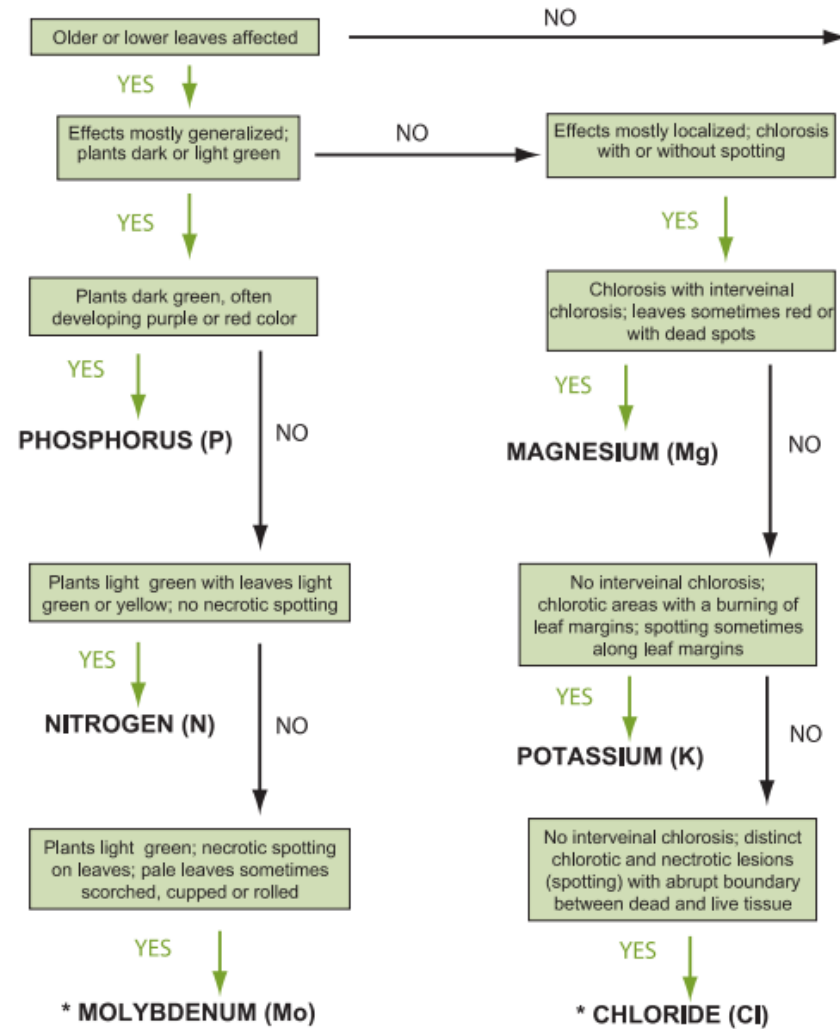 Older or lower leaves affected
NO
YES
Effects mostly generalized;
plants dark or light green
NO
Effects mostly localized; chlorosis
with or without spotting
YES
YES
Plants dark green, often
developing purple or red color
Chlorosis with interveinal
chlorosis; leaves sometimes red or
with dead spots
YES
NO
PHOSPHORUS (P)
YES
NO
MAGNESIUM (Mg)
Plants light green with leaves light
green or yellow; no necrotic spotting
No interveinal chlorosis;
chlorotic areas with a burning of
leaf margins; spotting sometimes
along leaf margins
YES
NO
NITROGEN (N)
YES
NO
POTASSIUM (K)
Plants light green; necrotic spotting
on leaves; pale leaves sometimes
scorched, cupped or rolled
No interveinal chlorosis; distinct
chlorotic and nectrotic lesions
(spotting) with abrupt boundary
between dead and live tissue
YES
YES
* MOLYBDENUM (Mo)
* CHLORIDE (Cl)